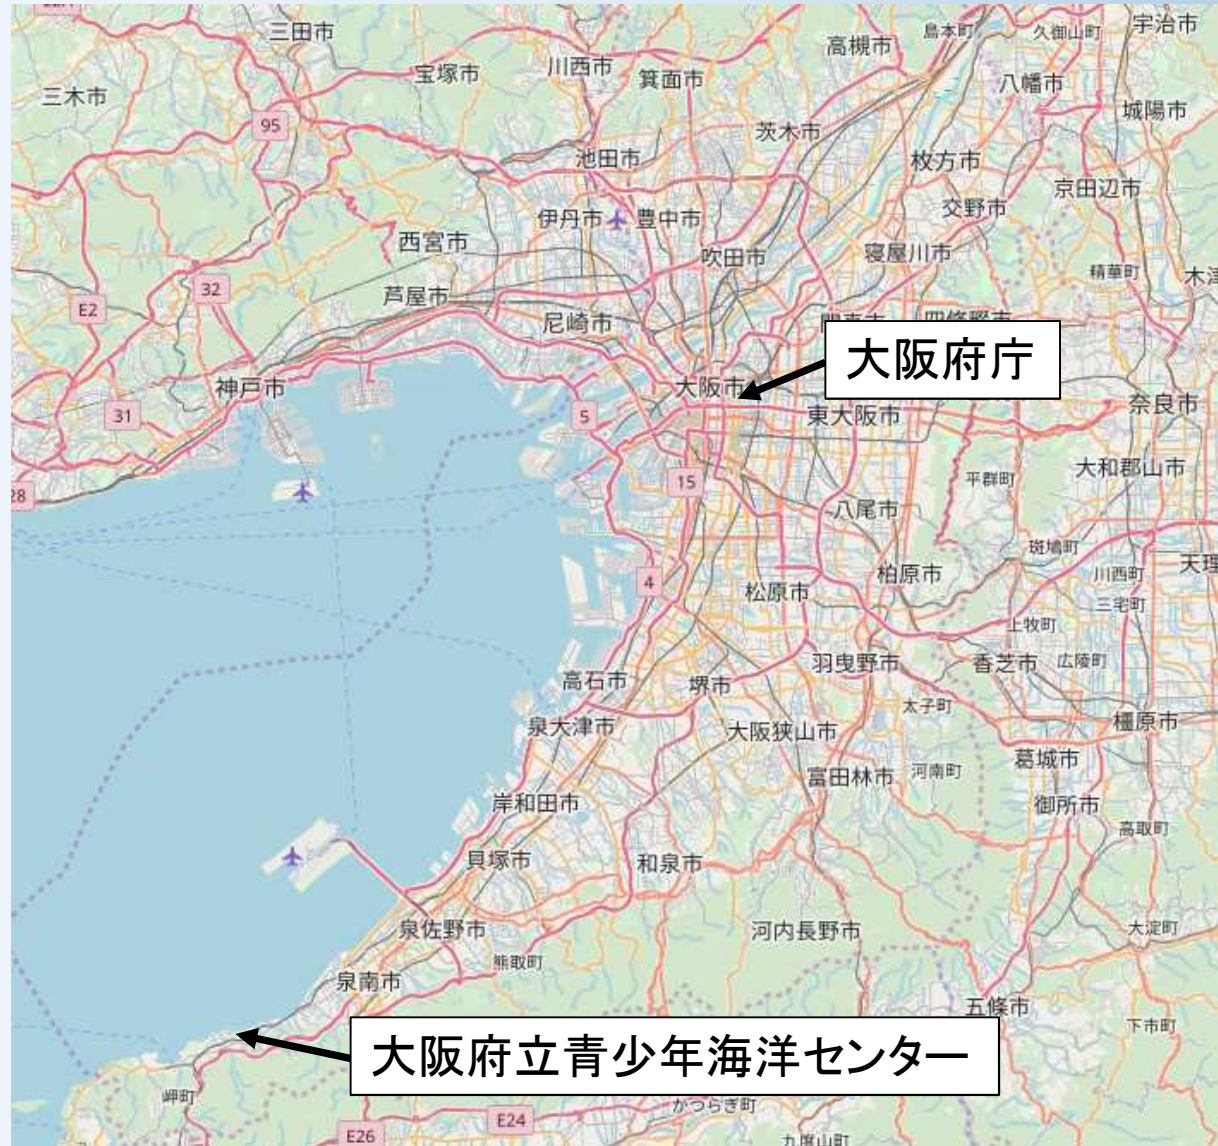 三田市
島本町
久御山町
宇治市
高槻市
川西市
宝塚市
箕面市
八幡市
三木市
城陽市
95
茨木市
池田市
枚方市
京田辺市
交野市
伊丹市
豊中市
西宮市
吹田市
寝屋川市
精華町
32
E2
芦屋市
尼崎市
大阪府庁
神戸市
大阪市
31
5
東大阪市
奈良市
大和郡山市
平群町
15
28
八尾市
斑鳩町
柏原市
川西町
4
松原市
三宅町
上牧町
羽曳野市
香芝市
広陵町
高石市
堺市
太子町
泉大津市
大阪狭山市
橿原市
葛城市
富田林市
河南町
岸和田市
御所市
高取町
貝塚市
和泉市
泉佐野市
河内長野市
大淀町
熊取町
泉南市
五條市
下市町
大阪府立青少年海洋センター
岬町
かつらぎ町
E24
E26
九度山町